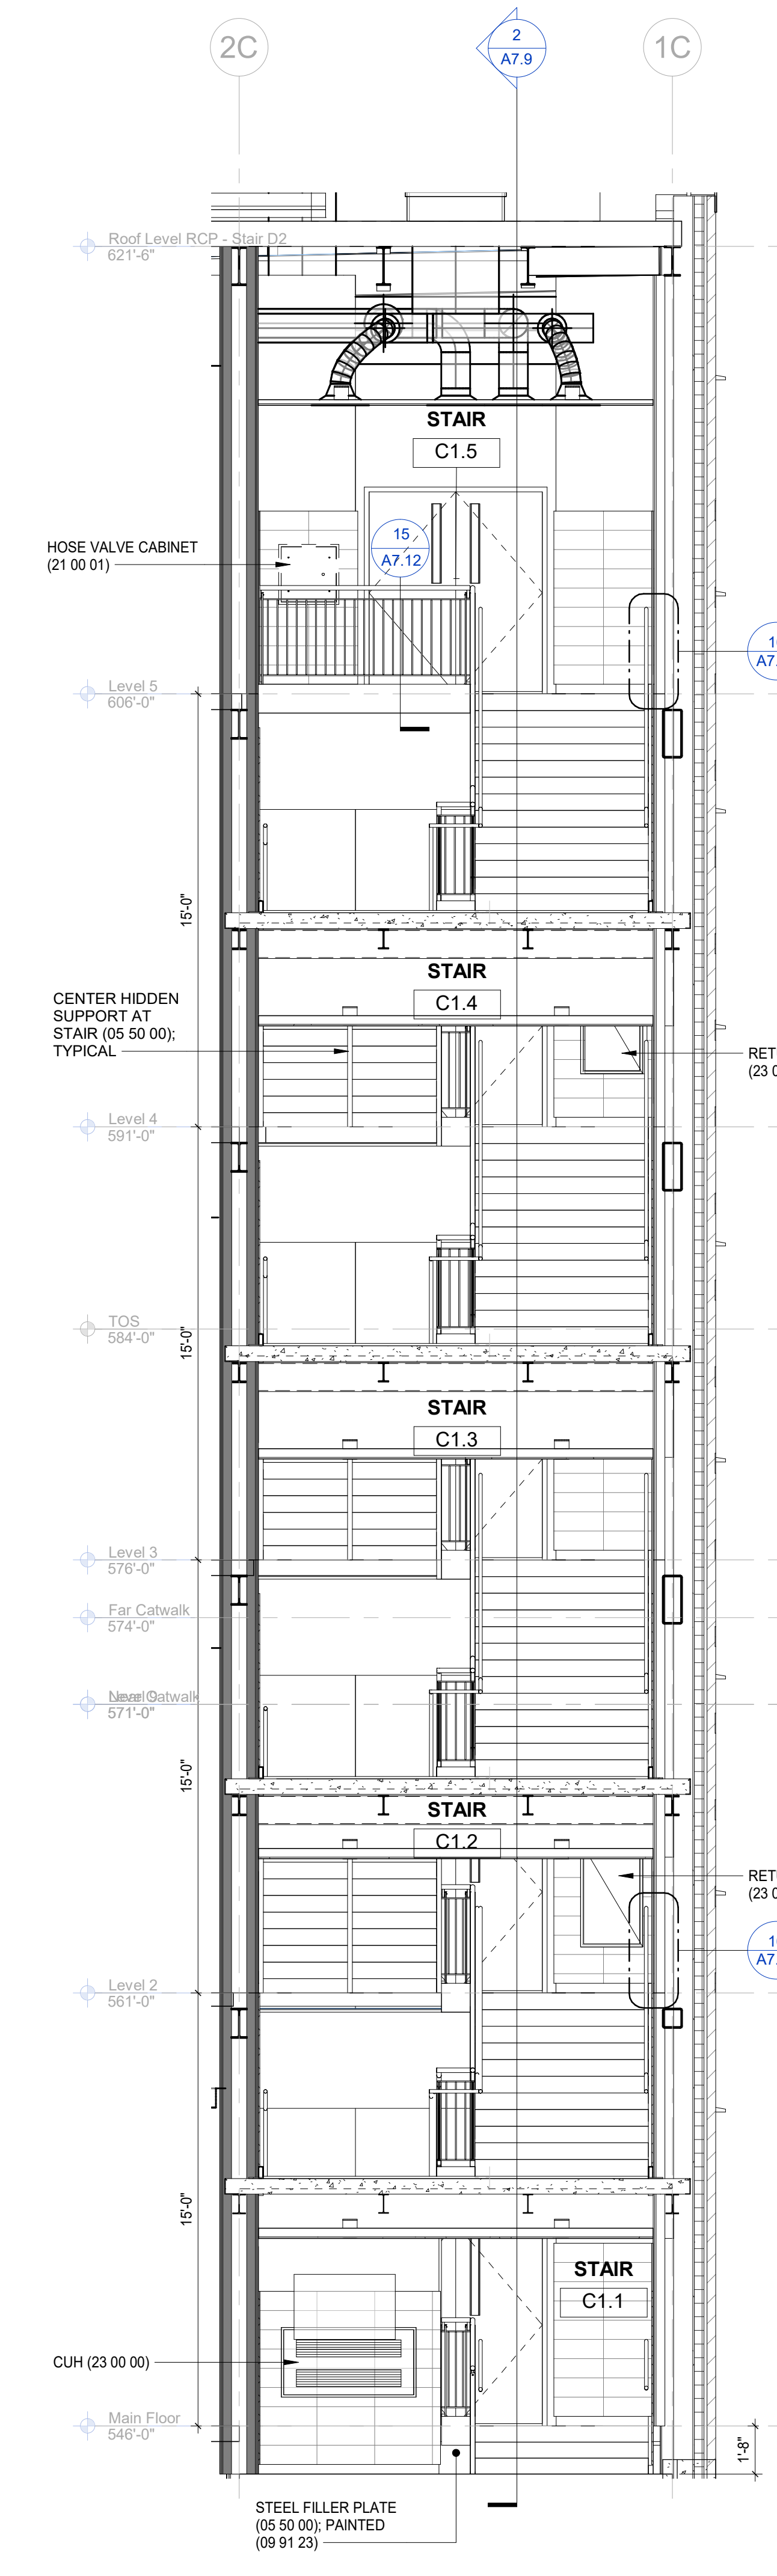 2C
2
A7.9
1C
Roof Level RCP - Stair D2
621'-6"
STAIR
C1.5
HOSE VALVE CABINET
(21 00 01)
15
A7.12
Level 5
606'-0"
15'-0"
STAIR
C1.4
CENTER HIDDEN
SUPPORT AT
STAIR (05 50 00);
TYPICAL
Level 4
591'-0"
TOS
584'-0"
15'-0"
STAIR
C1.3
Level 3
576'-0"
Far Catwalk
574'-0"
571'-0"
15'-0"
STAIR
C1.2
Level 2
561'-0"
15'-0"
STAIR
C1.1
CUH (23 00 00)
Main Floor
546'-0"
1'-8"
STEEL FILLER PLATE
(05 50 00); PAINTED
(09 91 23)